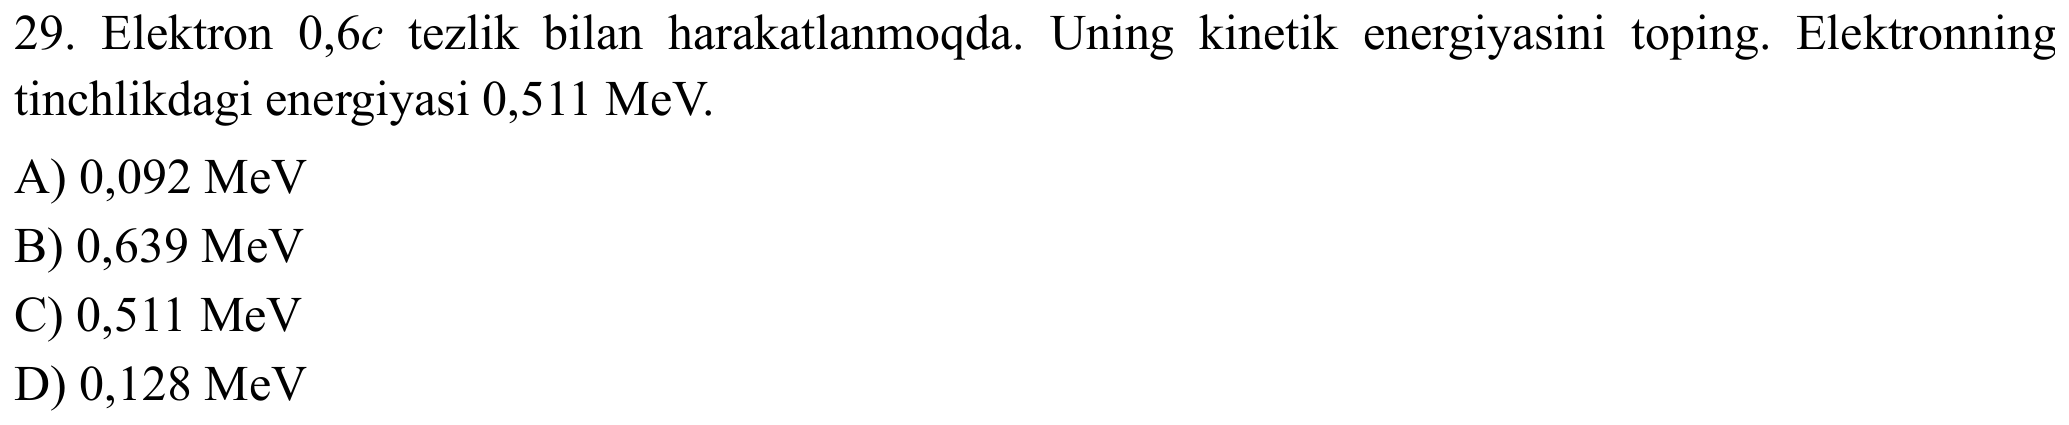 29. Elektron 0,6c tezlik bilan harakatlanmoqda. Uning kinetik energiyasini toping. Elektronning
tinchlikdagi energiyasi 0,511 MeV.
A) 0,092 MeV
B) 0,639 MeV
C) 0,511 MeV
D) 0,128 MeV